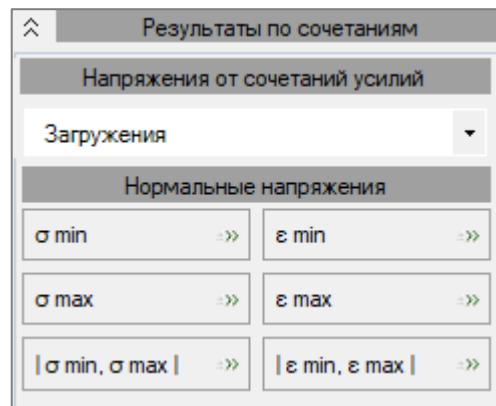 Результаты по сочетаниям
Напряжения от сочетаний усилий
Загружения
Нормальные напряжения
σ min
ε min
σ max
ε max
| σ min, σ max |
| ε min, ε max |